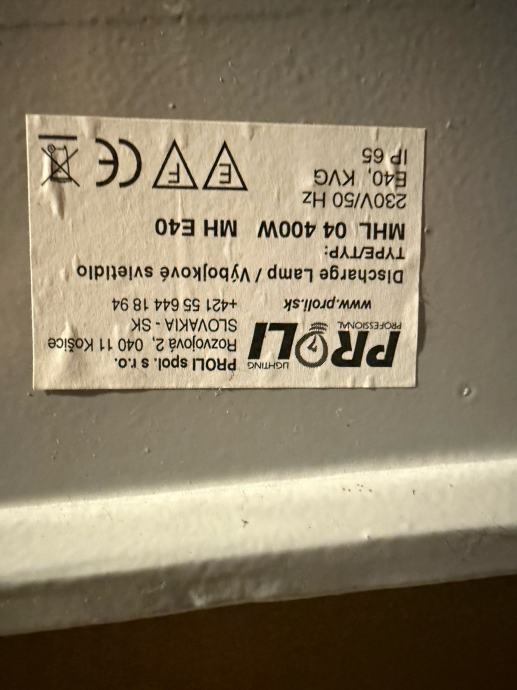 PROLI
PROFESSIONAL LIGHTING
PROLI spol. s r.o.
Rozvojová 2, 040 11 Košice
SLOVAKIA - SK
www.proli.sk +421 55 644 18 94
Discharge Lamp / Výbojkové svietidlo
TYPE/TYP:
MHL 04 400W MH E40
230V/50 Hz
E40, KVG
IP 65
E F CE